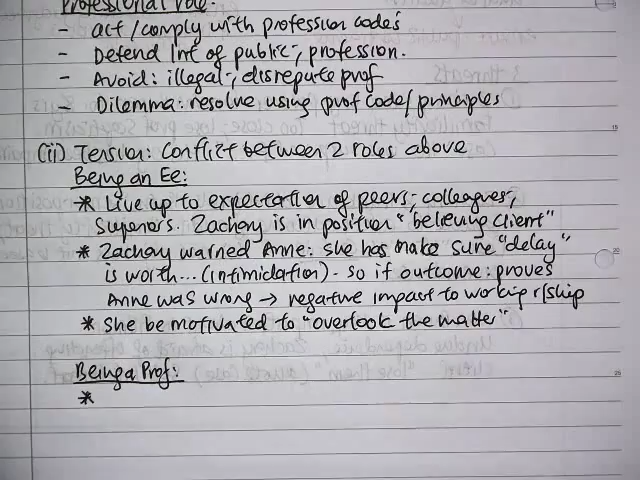 Professional role:
- act/comply with profession codes
- Defend Int of public, profession.
- Avoid: illegal, disrepute prof
- Dilemma: resolve using prof code/principles
(ii) Tension: Conflict between 2 roles above
Being an Ee:
* Live up to expectation of peers, colleagues,
superiors. Zachary is in position "believing client"
* Zachary warned Anne: she has make sure "delay"
is worth... (intimidation) - so if outcome: proves
Anne was wrong → negative impact to working r/ship
* She be motivated to "overlook the matter"
Being a Prof:
*